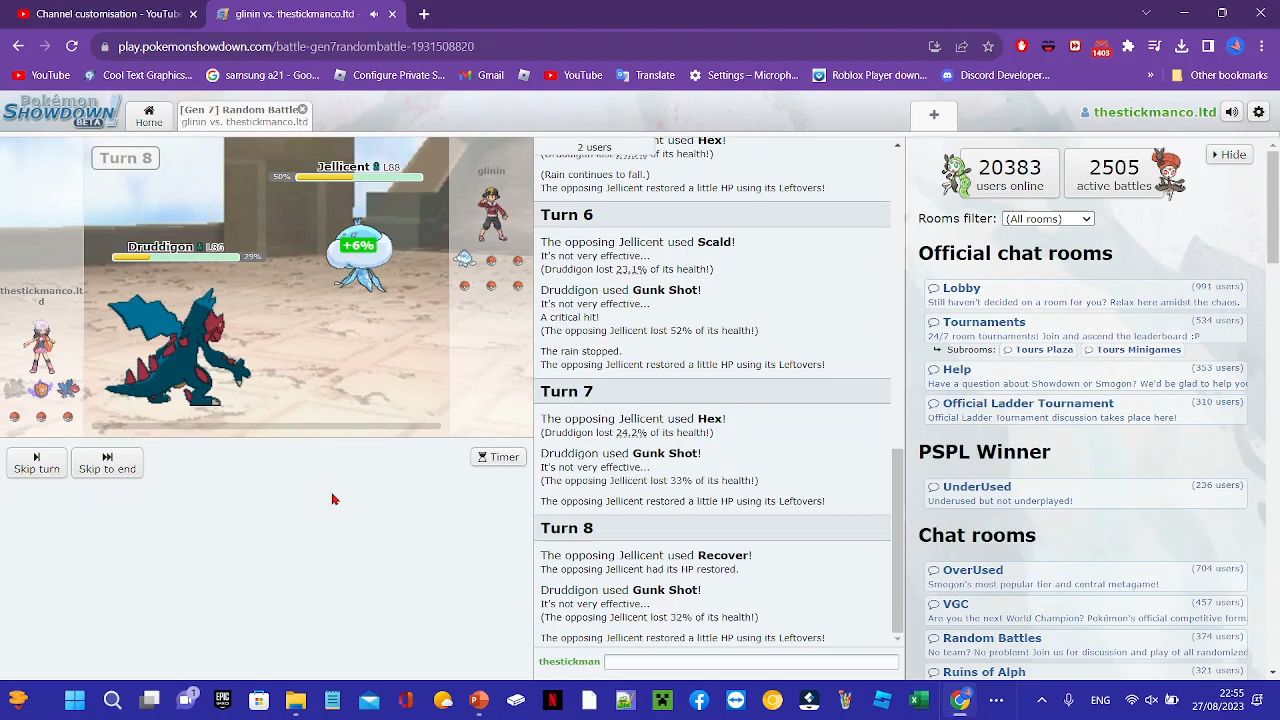 Channel customisation - YouTube
glinin vs. thestickmanco.ltd -
play.pokemonshowdown.com/battle-gen7randombattle-1931508820
1403
YouTube
Cool Text Graphics...
samsung a21 - Goo...
Configure Private S...
Gmail
YouTube
Translate
Settings – Microph...
Roblox Player down...
Discord Developer...
Other bookmarks
Pokémon
SHOWDOWN!
BETA
Home
[Gen 7] Random Battle
glinin vs. thestickmanco.ltd
+
thestickmanco.ltd
Turn 8
Jellicent L86
50%
glinin
Druddigon L86
29%
+6%
thestickmanco.lt
d
Skip turn
Skip to end
Timer
2 users
nt used Hex!
of its health!)
(Rain continues to fall.)
The opposing Jellicent restored a little HP using its Leftovers!
Turn 6
The opposing Jellicent used Scald!
It's not very effective...
(Druddigon lost 23.1% of its health!)
Druddigon used Gunk Shot!
It's not very effective...
A critical hit!
(The opposing Jellicent lost 52% of its health!)
The rain stopped.
The opposing Jellicent restored a little HP using its Leftovers!
Turn 7
The opposing Jellicent used Hex!
(Druddigon lost 24.2% of its health!)
Druddigon used Gunk Shot!
It's not very effective...
(The opposing Jellicent lost 33% of its health!)
The opposing Jellicent restored a little HP using its Leftovers!
Turn 8
The opposing Jellicent used Recover!
The opposing Jellicent had its HP restored.
Druddigon used Gunk Shot!
It's not very effective...
(The opposing Jellicent lost 32% of its health!)
The opposing Jellicent restored a little HP using its Leftovers!
thestickman
20383
users online
2505
active battles
Hide
Rooms filter: (All rooms)
Official chat rooms
Lobby (991 users)
Still haven't decided on a room for you? Relax here amidst the chaos.
Tournaments (534 users)
24/7 room tournaments! Join and ascend the leaderboard :P
Subrooms: Tours Plaza Tours Minigames
Help (353 users)
Have a question about Showdown or Smogon? We'd be glad to help you
Official Ladder Tournament (310 users)
Official Ladder Tournament discussion takes place here!
PSPL Winner
UnderUsed (236 users)
Underused but not underplayed!
Chat rooms
OverUsed (704 users)
Smogon's most popular tier and central metagame!
VGC (457 users)
Are you the next World Champion? Pokémon's official competitive form
Random Battles (374 users)
No team? No problem! Join us for discussion and play of all randomized
Ruins of Alph (321 users)
1
EPIC
GAMES
ENG
22:55
27/08/2023